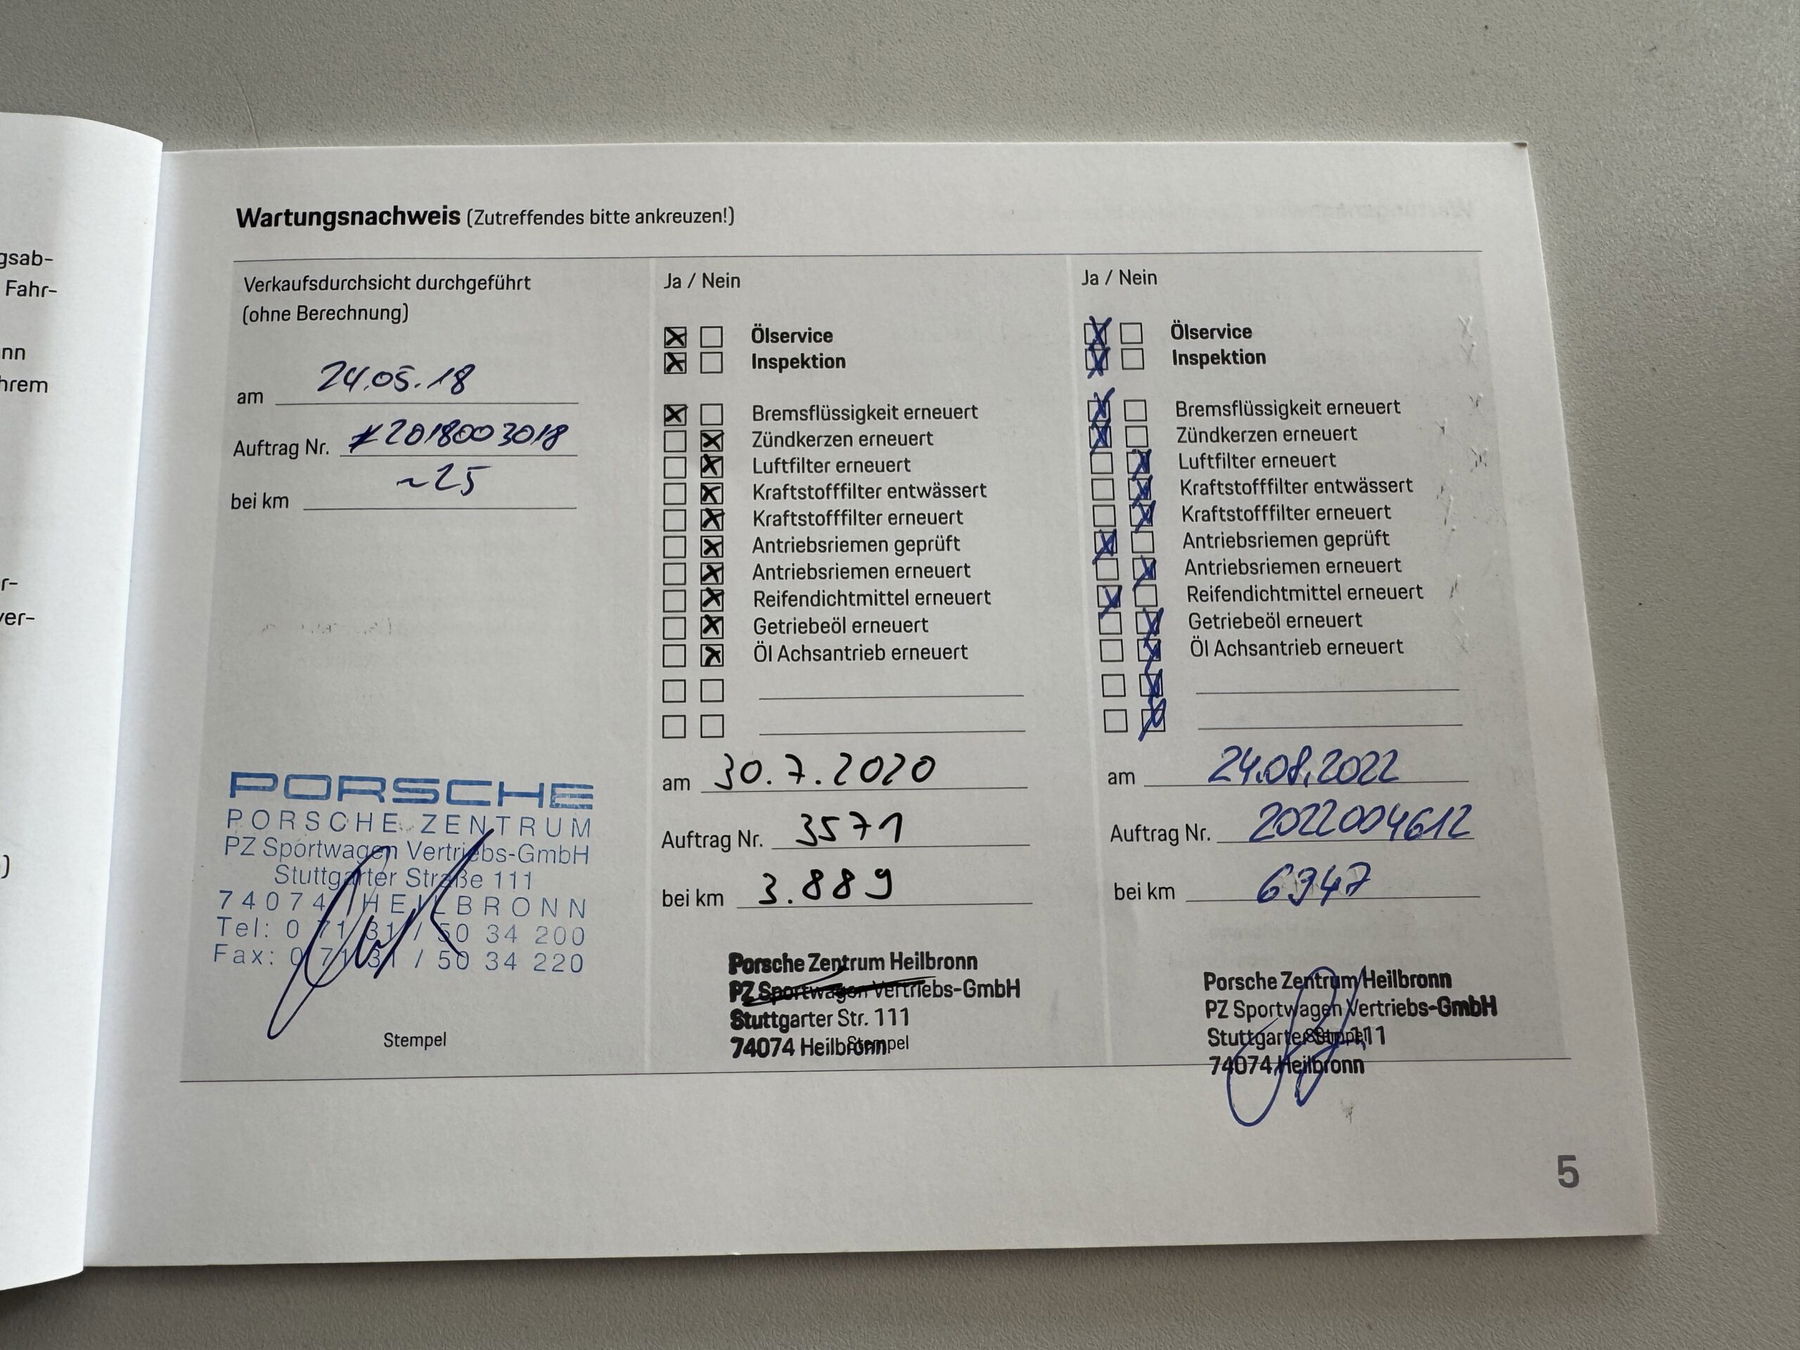 gsab-
Fahr-
nn
hrem
r-
ver-
)
Wartungsnachweis (Zutreffendes bitte ankreuzen!)
Verkaufsdurchsicht durchgeführt
(ohne Berechnung)
am 24.05.18
Auftrag Nr. #2018003018
bei km ~25
PORSCHE
PORSCHE ZENTRUM
PZ Sportwagen Vertriebs-GmbH
Stuttgarter Straße 111
74074 HEILBRONN
Tel: 0 71 31 / 50 34 200
Fax: 0 71 31 / 50 34 220
Stempel
Ja / Nein
Ölservice
Inspektion
Bremsflüssigkeit erneuert
Zündkerzen erneuert
Luftfilter erneuert
Kraftstofffilter entwässert
Kraftstofffilter erneuert
Antriebsriemen geprüft
Antriebsriemen erneuert
Reifendichtmittel erneuert
Getriebeöl erneuert
Öl Achsantrieb erneuert
am 30.7.2020
Auftrag Nr. 3571
bei km 3.889
Porsche Zentrum Heilbronn
PZ Sportwagen Vertriebs-GmbH
Stuttgarter Str. 111
74074 Heilbronn
Stempel
Ja / Nein
Ölservice
Inspektion
Bremsflüssigkeit erneuert
Zündkerzen erneuert
Luftfilter erneuert
Kraftstofffilter entwässert
Kraftstofffilter erneuert
Antriebsriemen geprüft
Antriebsriemen erneuert
Reifendichtmittel erneuert
Getriebeöl erneuert
Öl Achsantrieb erneuert
am 24.08.2022
Auftrag Nr. 2022004612
bei km 6947
Porsche Zentrum Heilbronn
PZ Sportwagen Vertriebs-GmbH
Stuttgarter Str. 111
Stempel
74074 Heilbronn
5